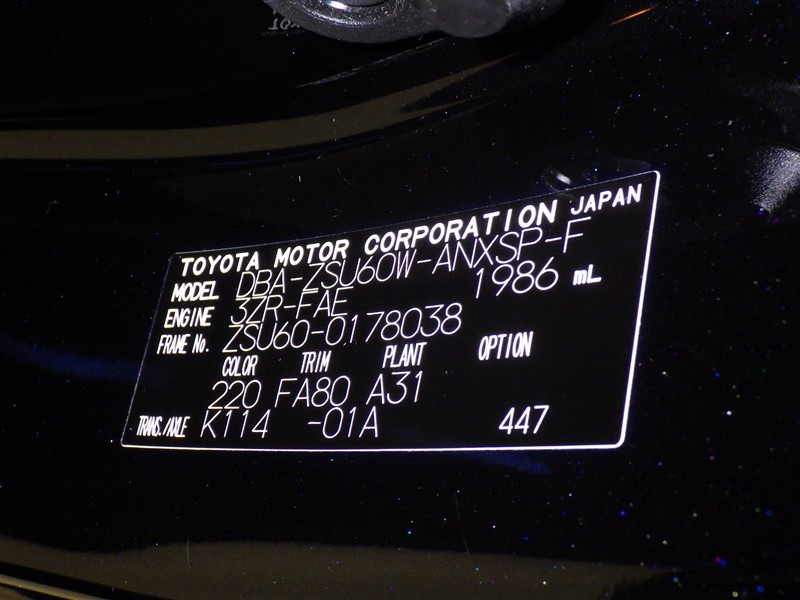 TOYOTA MOTOR CORPORATION JAPAN
MODEL DBA-ZSU60W-ANXSP-F
ENGINE 3ZR-FAE 1986 mL
FRAME No. ZSU60-0178038
COLOR TRIM PLANT OPTION
220 FA80 A31
TRANS./AXLE K114 -01A 447